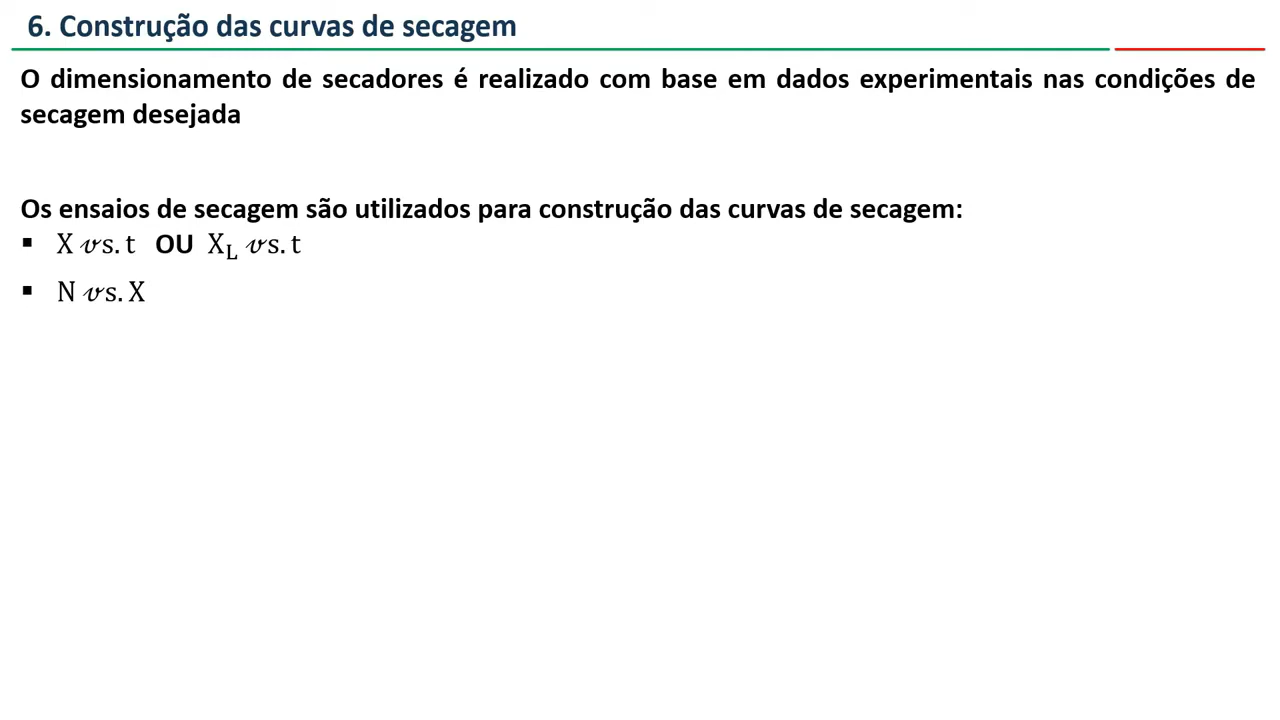 6. Construção das curvas de secagem
O dimensionamento de secadores é realizado com base em dados experimentais nas condições de
secagem desejada
Os ensaios de secagem são utilizados para construção das curvas de secagem:
▪ X 𝓋s. t OU X_L 𝓋s. t
▪ N 𝓋s. X